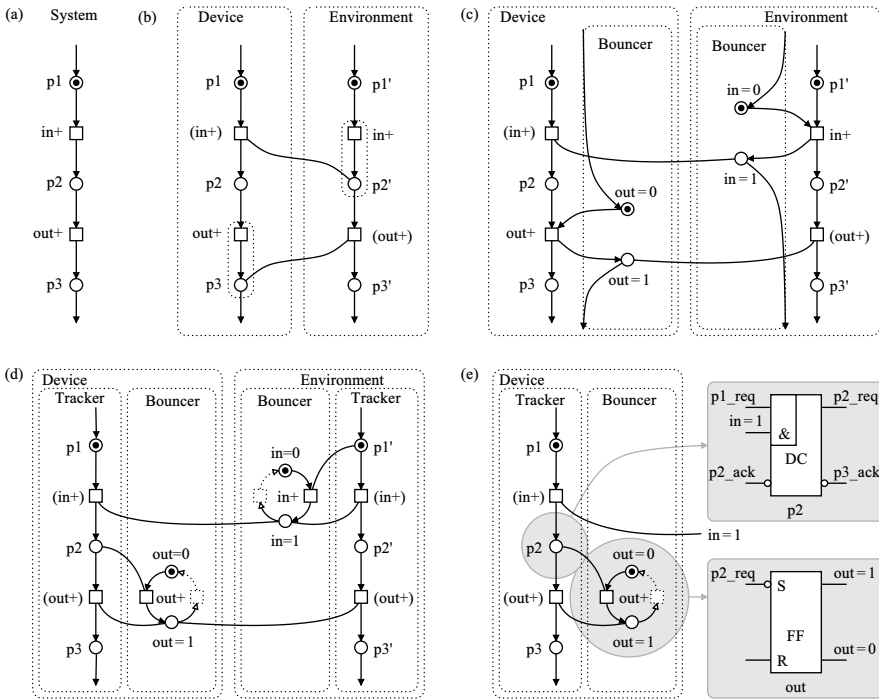 (a)
System
p1
in+
p2
out+
p3
(b)
Device
Environment
p1
p1'
(in+)
in+
p2
p2'
out+
(out+)
p3
p3'
(c)
Device
Environment
Bouncer
Bouncer
p1
p1'
in=0
(in+)
in+
in=1
p2
p2'
out=0
out+
(out+)
out=1
p3
p3'
(d)
Device
Environment
Tracker
Bouncer
Bouncer
Tracker
p1
in=0
p1'
(in+)
in+
(in+)
in=1
p2
out=0
p2'
(out+)
out+
(out+)
p3
out=1
p3'
(e)
Device
Tracker
Bouncer
p1
(in+)
in=1
p2
out=0
(out+)
out+
out=1
p3
p1_req
p2_req
in=1
&
DC
p2_ack
p3_ack
p2
p2_req
out=1
S
FF
out=0
R
out